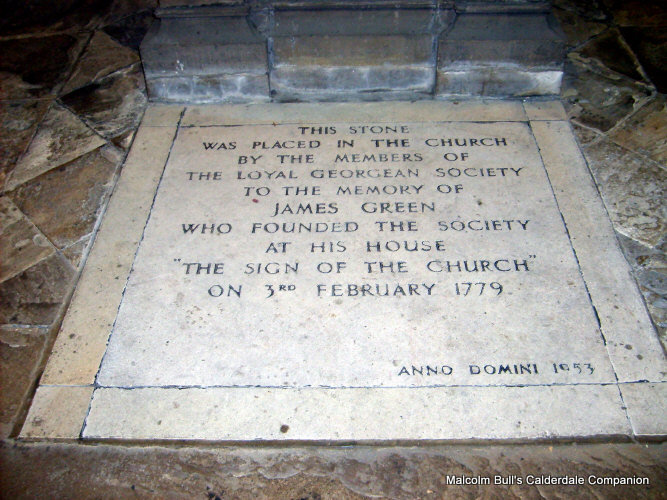 THIS STONE
WAS PLACED IN THE CHURCH
BY THE MEMBERS OF
THE LOYAL GEORGEAN SOCIETY
TO THE MEMORY OF
JAMES GREEN
WHO FOUNDED THE SOCIETY
AT HIS HOUSE
"THE SIGN OF THE CHURCH"
ON 3RD FEBRUARY 1779.
ANNO DOMINI 1953
Malcolm Bull's Calderdale Companion